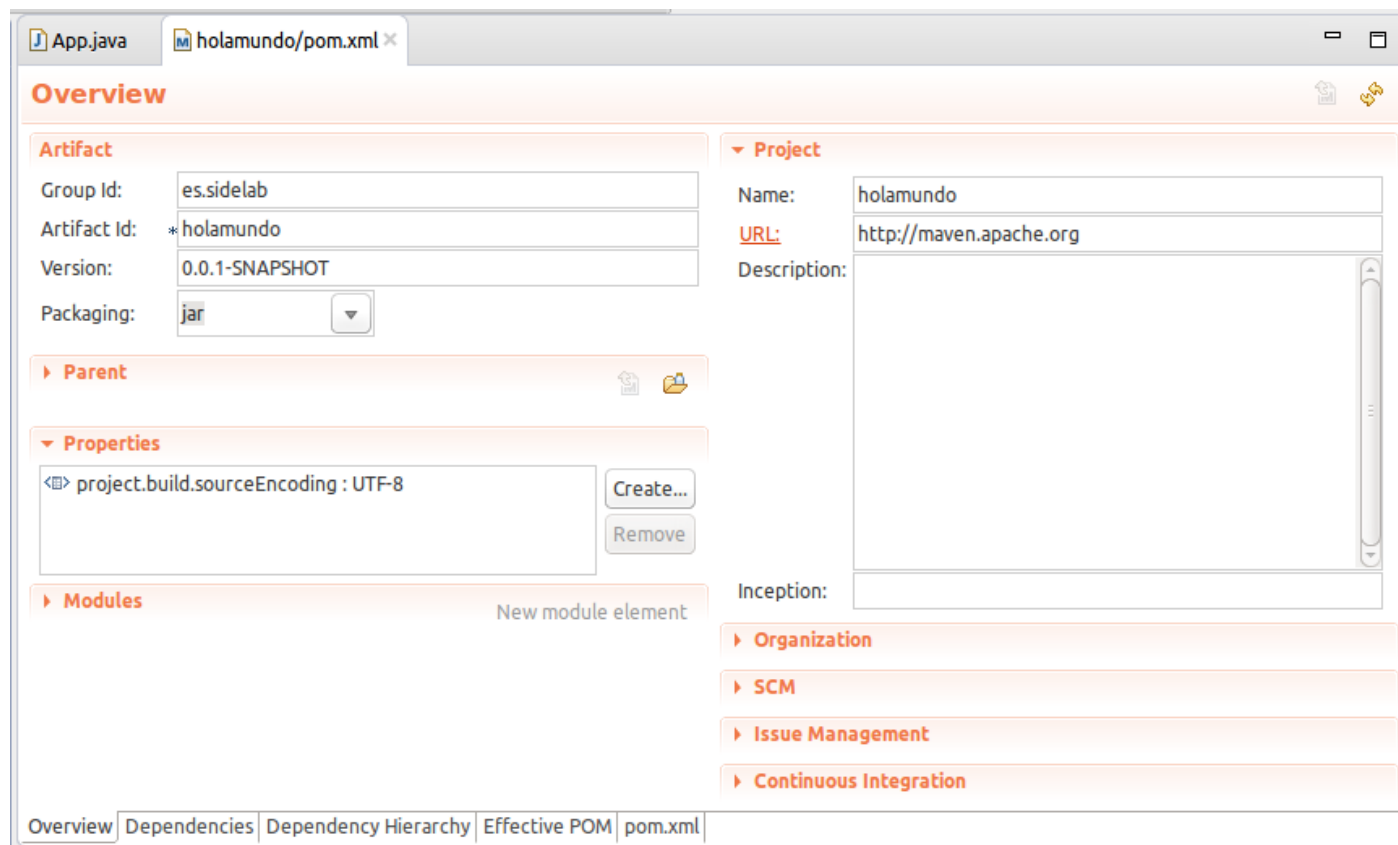 App.java
holamundo/pom.xml
Overview
Artifact
Group Id: es.sidelab
Artifact Id: * holamundo
Version: 0.0.1-SNAPSHOT
Packaging: jar
Parent
Properties
project.build.sourceEncoding : UTF-8
Create...
Remove
Modules
New module element
Project
Name: holamundo
URL: http://maven.apache.org
Description:
Inception:
Organization
SCM
Issue Management
Continuous Integration
Overview Dependencies Dependency Hierarchy Effective POM pom.xml